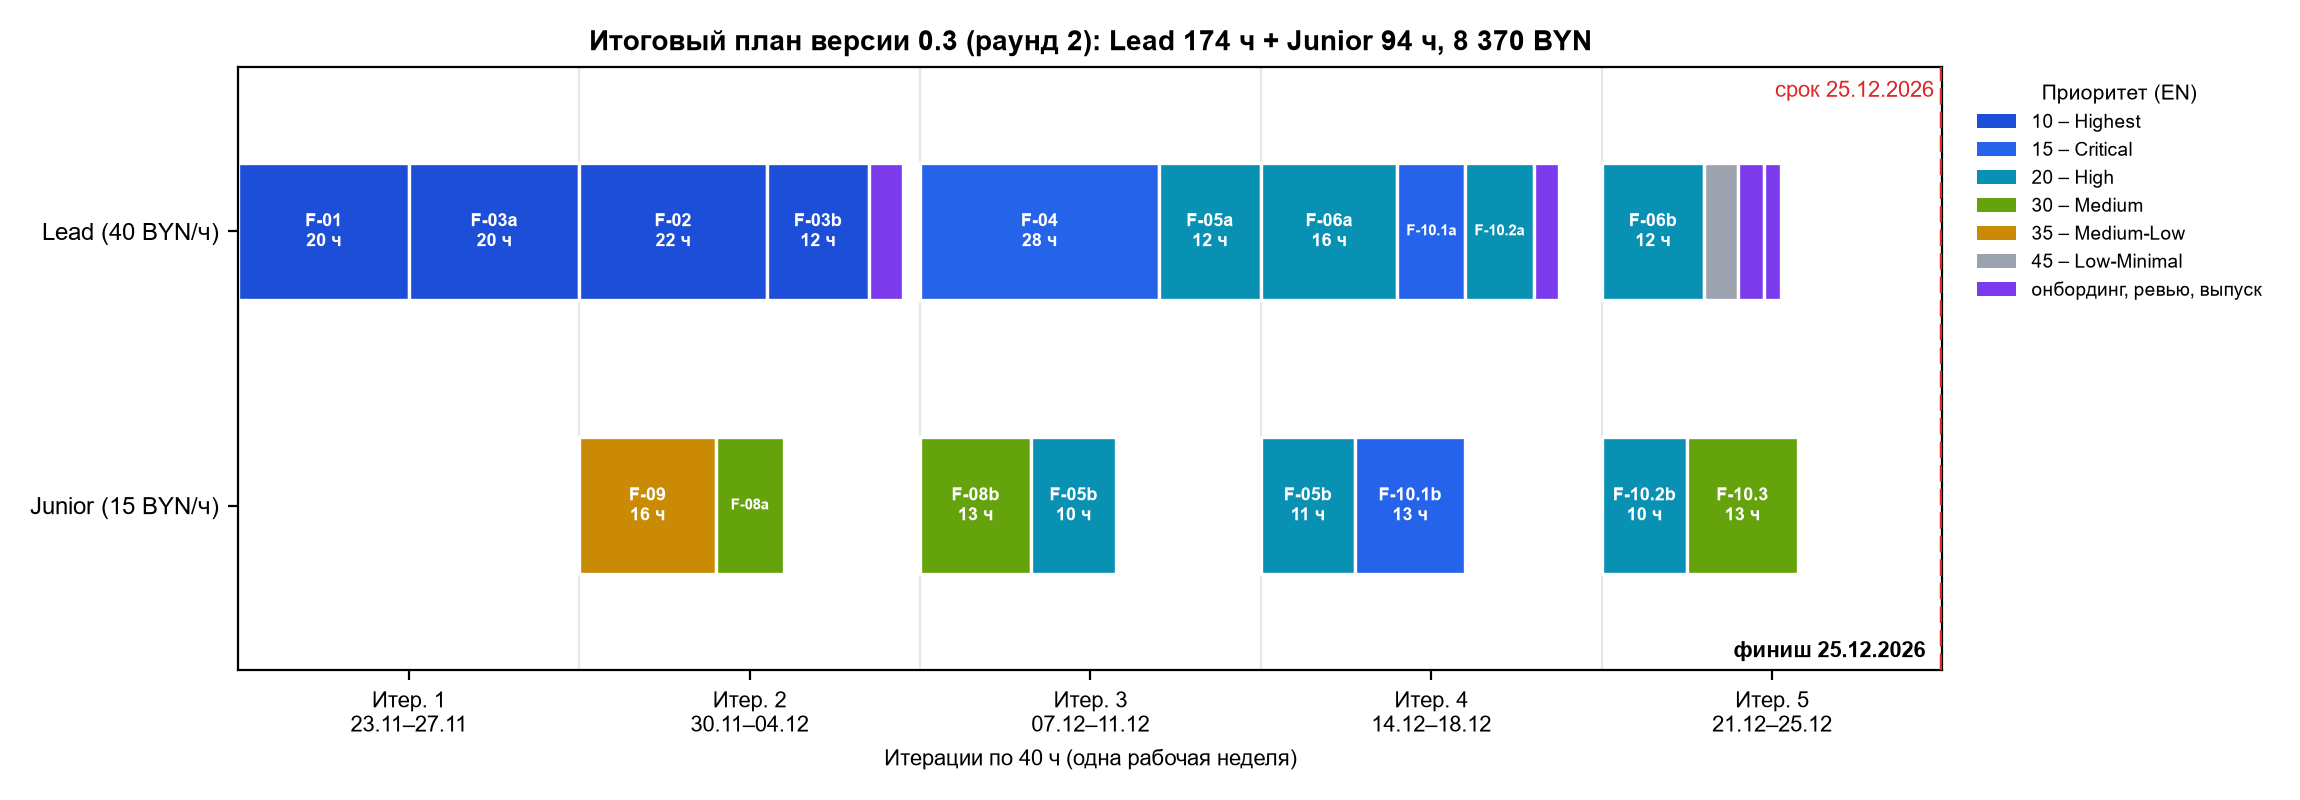 Итоговый план версии 0.3 (раунд 2): Lead 174 ч + Junior 94 ч, 8 370 BYN
срок 25.12.2026
Приоритет (EN)
10 – Highest
15 – Critical
20 – High
30 – Medium
35 – Medium-Low
45 – Low-Minimal
онбординг, ревью, выпуск
Lead (40 BYN/ч)
F-01
20 ч
F-03a
20 ч
F-02
22 ч
F-03b
12 ч
F-04
28 ч
F-05a
12 ч
F-06a
16 ч
F-10.1a
F-10.2a
F-06b
12 ч
Junior (15 BYN/ч)
F-09
16 ч
F-08a
F-08b
13 ч
F-05b
10 ч
F-05b
11 ч
F-10.1b
13 ч
F-10.2b
10 ч
F-10.3
13 ч
финиш 25.12.2026
Итер. 1
23.11–27.11
Итер. 2
30.11–04.12
Итер. 3
07.12–11.12
Итер. 4
14.12–18.12
Итер. 5
21.12–25.12
Итерации по 40 ч (одна рабочая неделя)